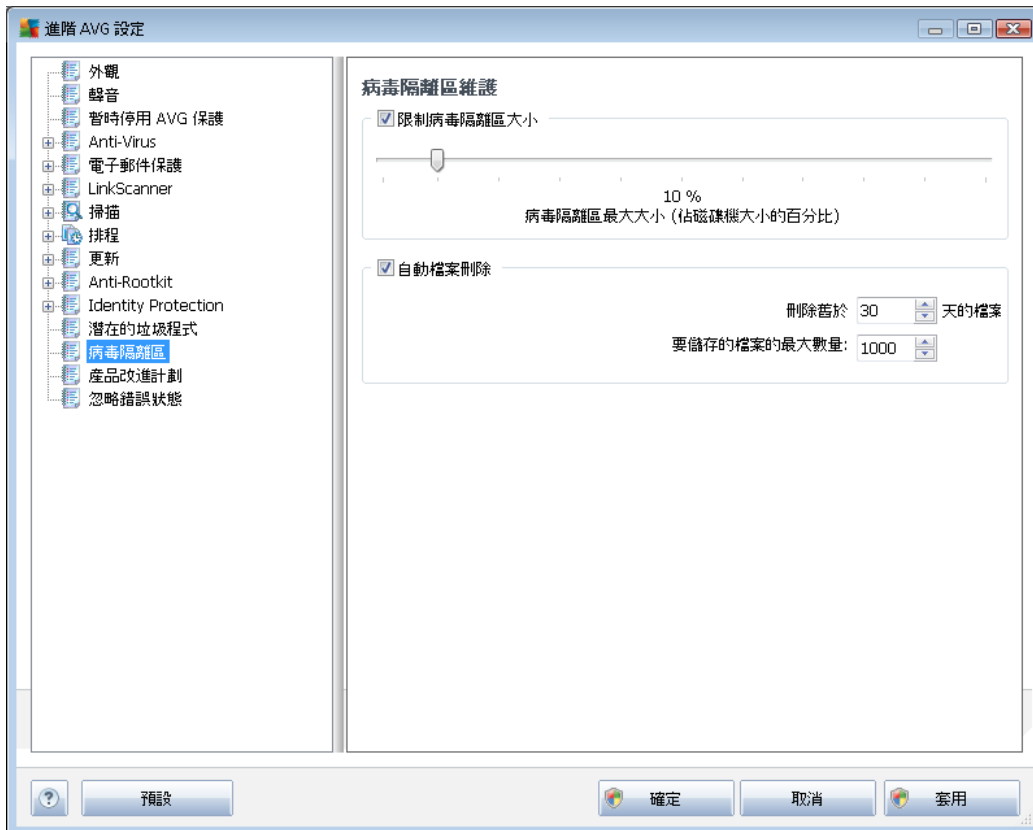 進階 AVG 設定
外觀
聲音
暫時停用 AVG 保護
Anti-Virus
電子郵件保護
LinkScanner
掃描
排程
更新
Anti-Rootkit
Identity Protection
潛在的垃圾程式
病毒隔離區
產品改進計劃
忽略錯誤狀態
病毒隔離區維護
限制病毒隔離區大小
10 %
病毒隔離區最大大小 (佔磁碟機大小的百分比)
自動檔案刪除
刪除舊於 30 天的檔案
要儲存的檔案的最大數量: 1000
? 預設 確定 取消 套用